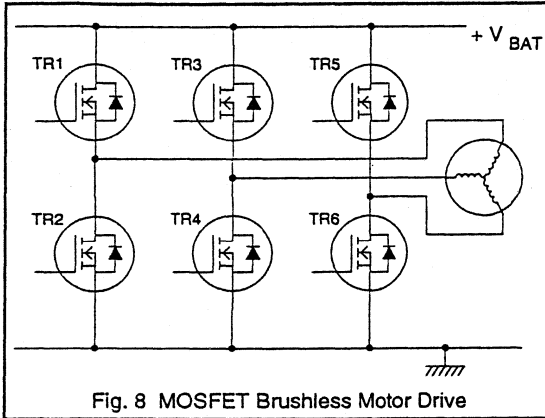 + V BAT
TR1 TR3 TR5
TR2 TR4 TR6
Fig. 8 MOSFET Brushless Motor Drive